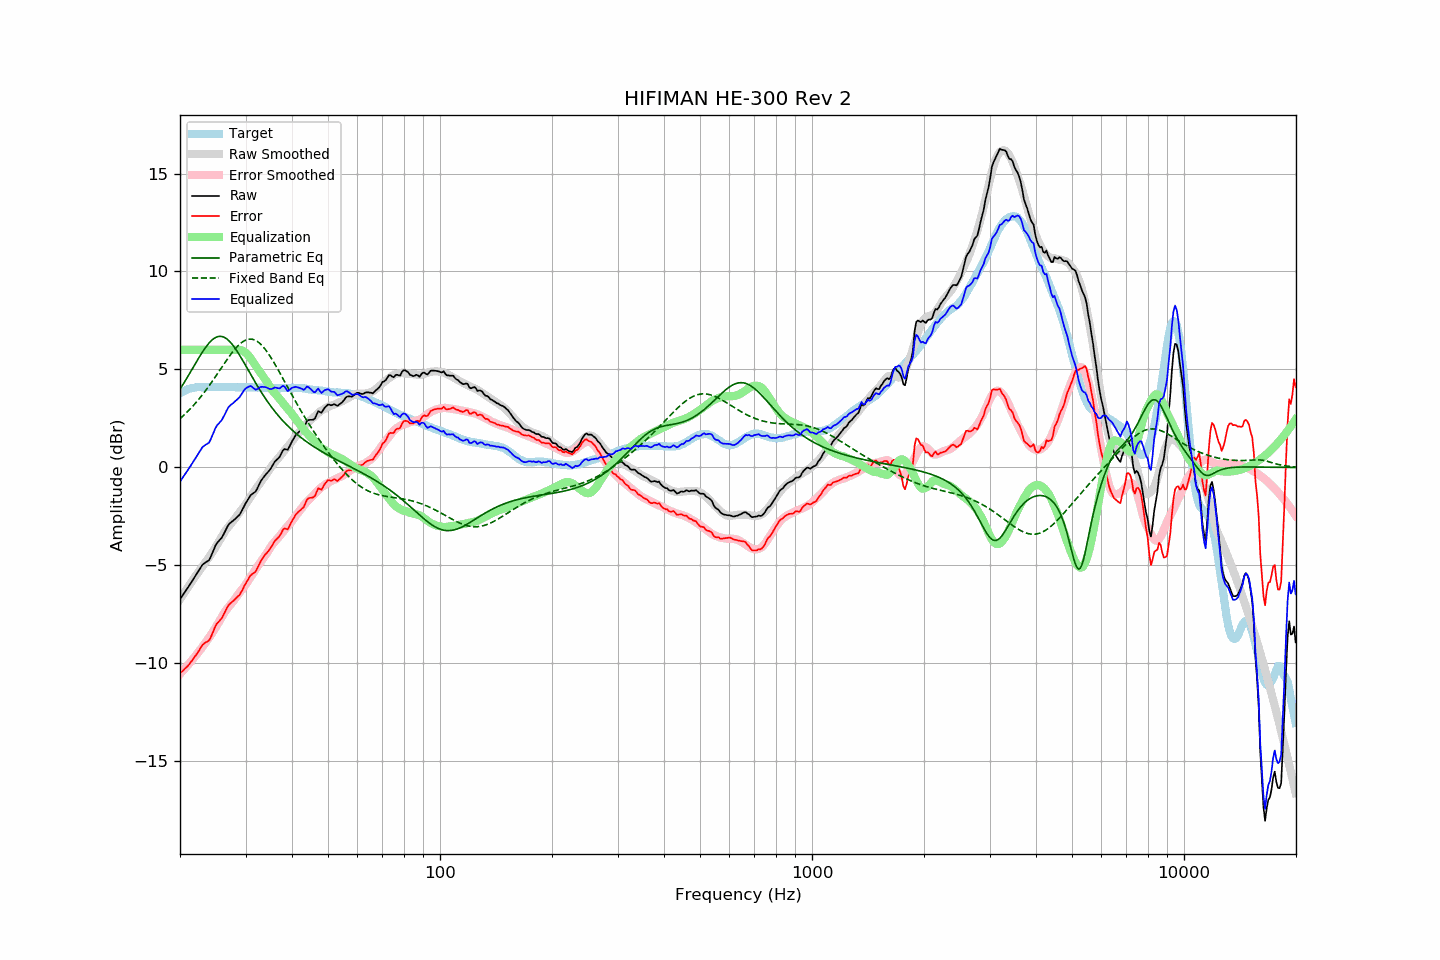 HIFIMAN HE-300 Rev 2
Target
Raw Smoothed
Error Smoothed
Raw
Error
Equalization
Parametric Eq
Fixed Band Eq
Equalized
15
10
5
0
−5
−10
−15
Amplitude (dBr)
100
1000
10000
Frequency (Hz)